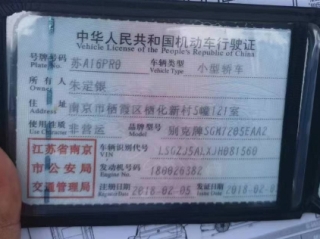 中华人民共和国机动车行驶证
Vehicle License of the People's Republic of China
号牌号码 苏A16PR0 车辆类型 小型轿车
Plate No. Vehicle Type
所有人 朱定银
Owner
住址 南京市栖霞区栖化新村5幢121室
Address
使用性质 非营运 品牌型号 别克牌SGM7205EAA2
Use Character Model
江苏省南京
市公安局
交通管理局
车辆识别代号 LSGZJ5ALXJH081560
VIN
发动机号码 180026382
Engine No.
注册日期 2018-02-05 发证日期 2018-02-0